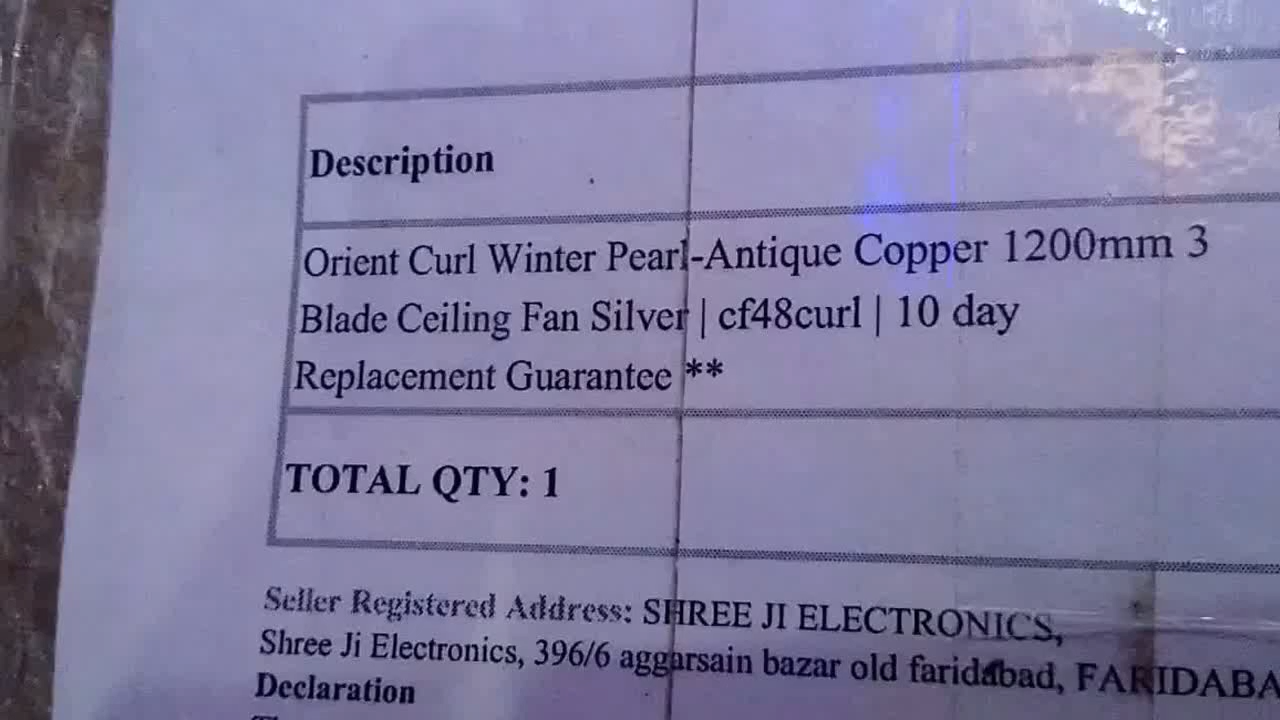 Description
Orient Curl Winter Pearl-Antique Copper 1200mm 3
Blade Ceiling Fan Silver | cf48curl | 10 day
Replacement Guarantee **
TOTAL QTY: 1
Seller Registered Address: SHREE JI ELECTRONICS,
Shree Ji Electronics, 396/6 aggarsain bazar old faridabad, FARIDABA
Declaration